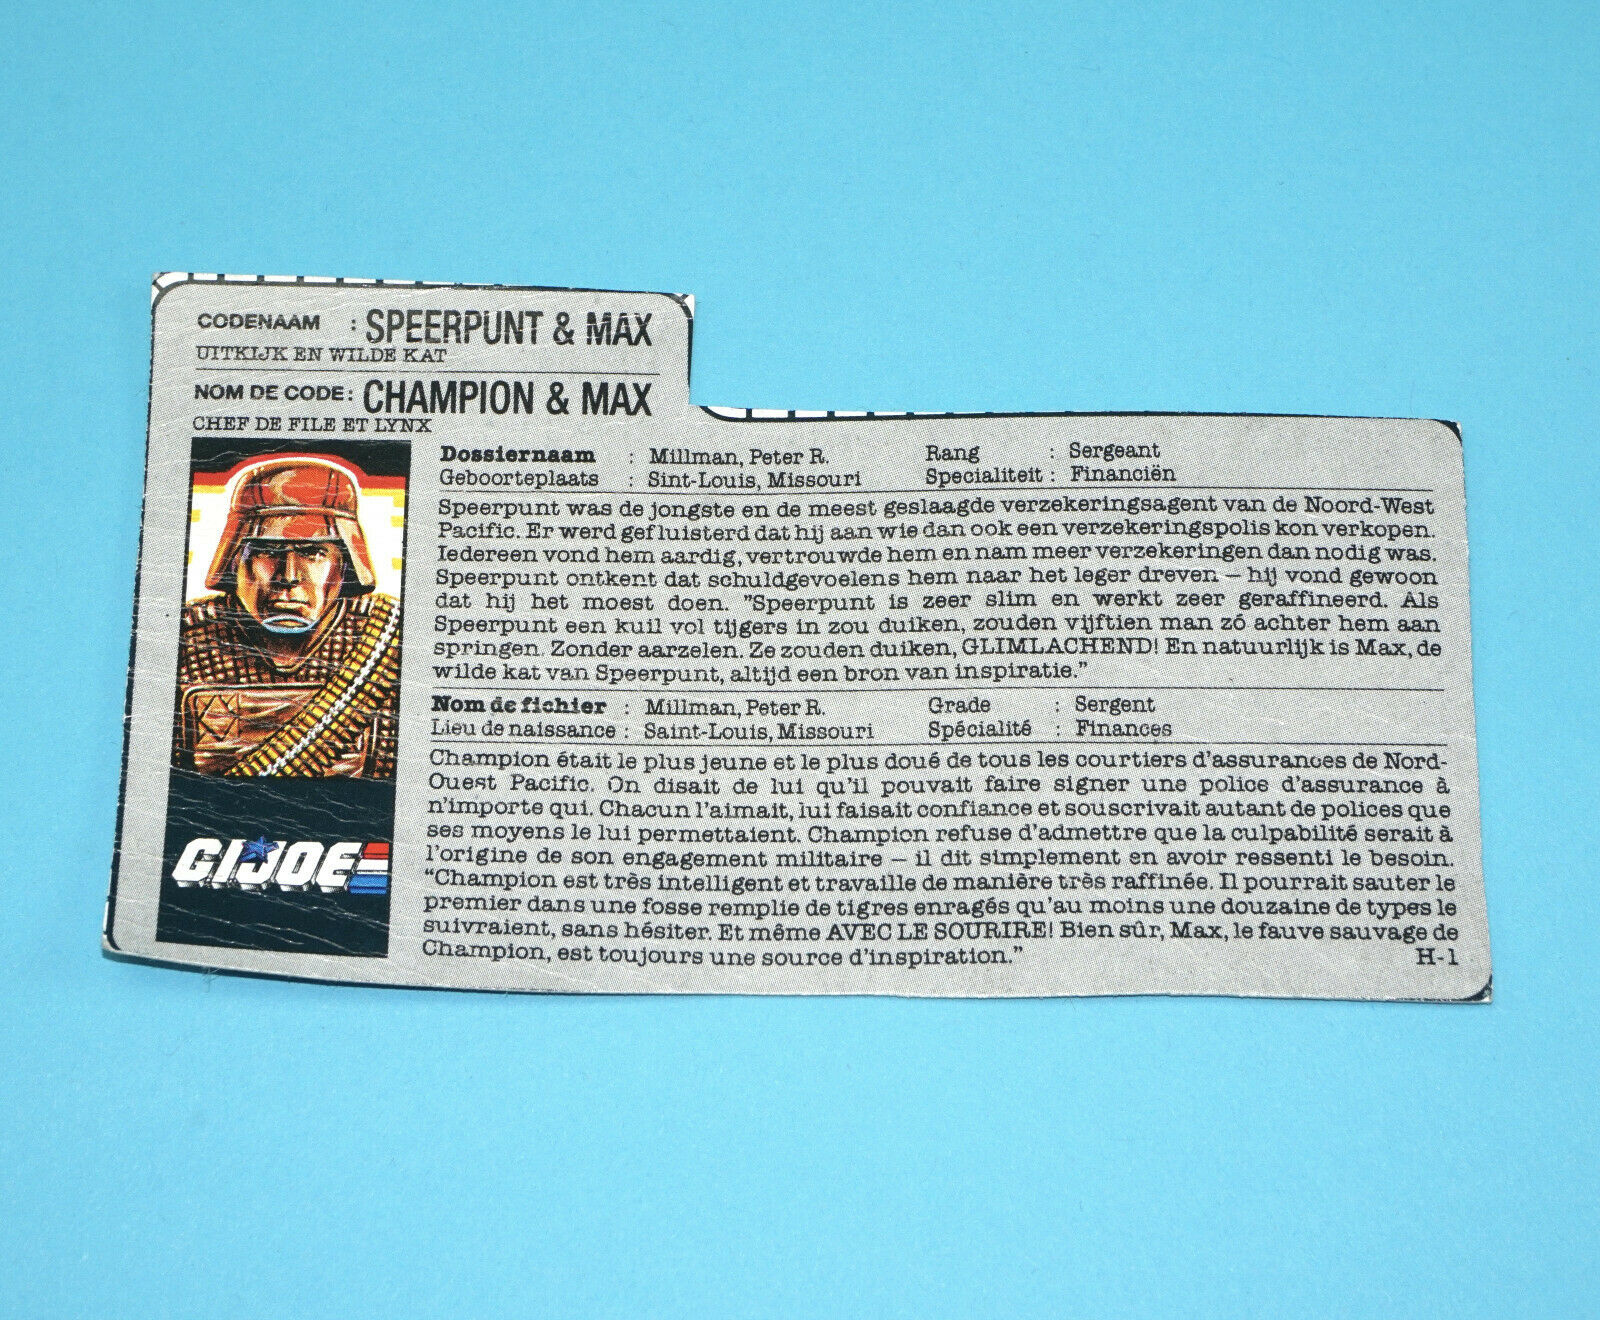 CODENAAM : SPEERPUNT & MAX
UITKIJK EN WILDE KAT
NOM DE CODE: CHAMPION & MAX
CHEF DE FILE ET LYNX
Dossiernaam : Millman, Peter R. Rang : Sergeant
Geboorteplaats : Sint-Louis, Missouri Specialiteit : Financiën
Speerpunt was de jongste en de meest geslaagde verzekeringsagent van de Noord-West
Pacific. Er werd gefluisterd dat hij aan wie dan ook een verzekeringspolis kon verkopen.
Iedereen vond hem aardig, vertrouwde hem en nam meer verzekeringen dan nodig was.
Speerpunt ontkent dat schuldgevoelens hem naar het leger dreven – hij vond gewoon
dat hij het moest doen. "Speerpunt is zeer slim en werkt zeer geraffineerd. Als
Speerpunt een kuil vol tijgers in zou duiken, zouden vijftien man zó achter hem aan
springen. Zonder aarzelen. Ze zouden duiken, GLIMLACHEND! En natuurlijk is Max, de
wilde kat van Speerpunt, altijd een bron van inspiratie."
Nom de fichier : Millman, Peter R. Grade : Sergent
Lieu de naissance : Saint-Louis, Missouri Spécialité : Finances
Champion était le plus jeune et le plus doué de tous les courtiers d'assurances de Nord-
Ouest Pacific. On disait de lui qu'il pouvait faire signer une police d'assurance à
n'importe qui. Chacun l'aimait, lui faisait confiance et souscrivait autant de polices que
ses moyens le lui permettaient. Champion refuse d'admettre que la culpabilité serait à
l'origine de son engagement militaire – il dit simplement en avoir ressenti le besoin.
"Champion est très intelligent et travaille de manière très raffinée. Il pourrait sauter le
premier dans une fosse remplie de tigres enragés qu'au moins une douzaine de types le
suivraient, sans hésiter. Et même AVEC LE SOURIRE! Bien sûr, Max, le fauve sauvage de
Champion, est toujours une source d'inspiration." H-1
GI JOE